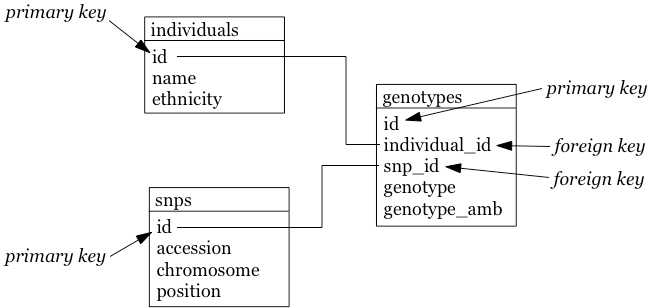 primary key
individuals
id
name
ethnicity
genotypes
id
individual_id
snp_id
genotype
genotype_amb
primary key
foreign key
foreign key
snps
id
accession
chromosome
position
primary key